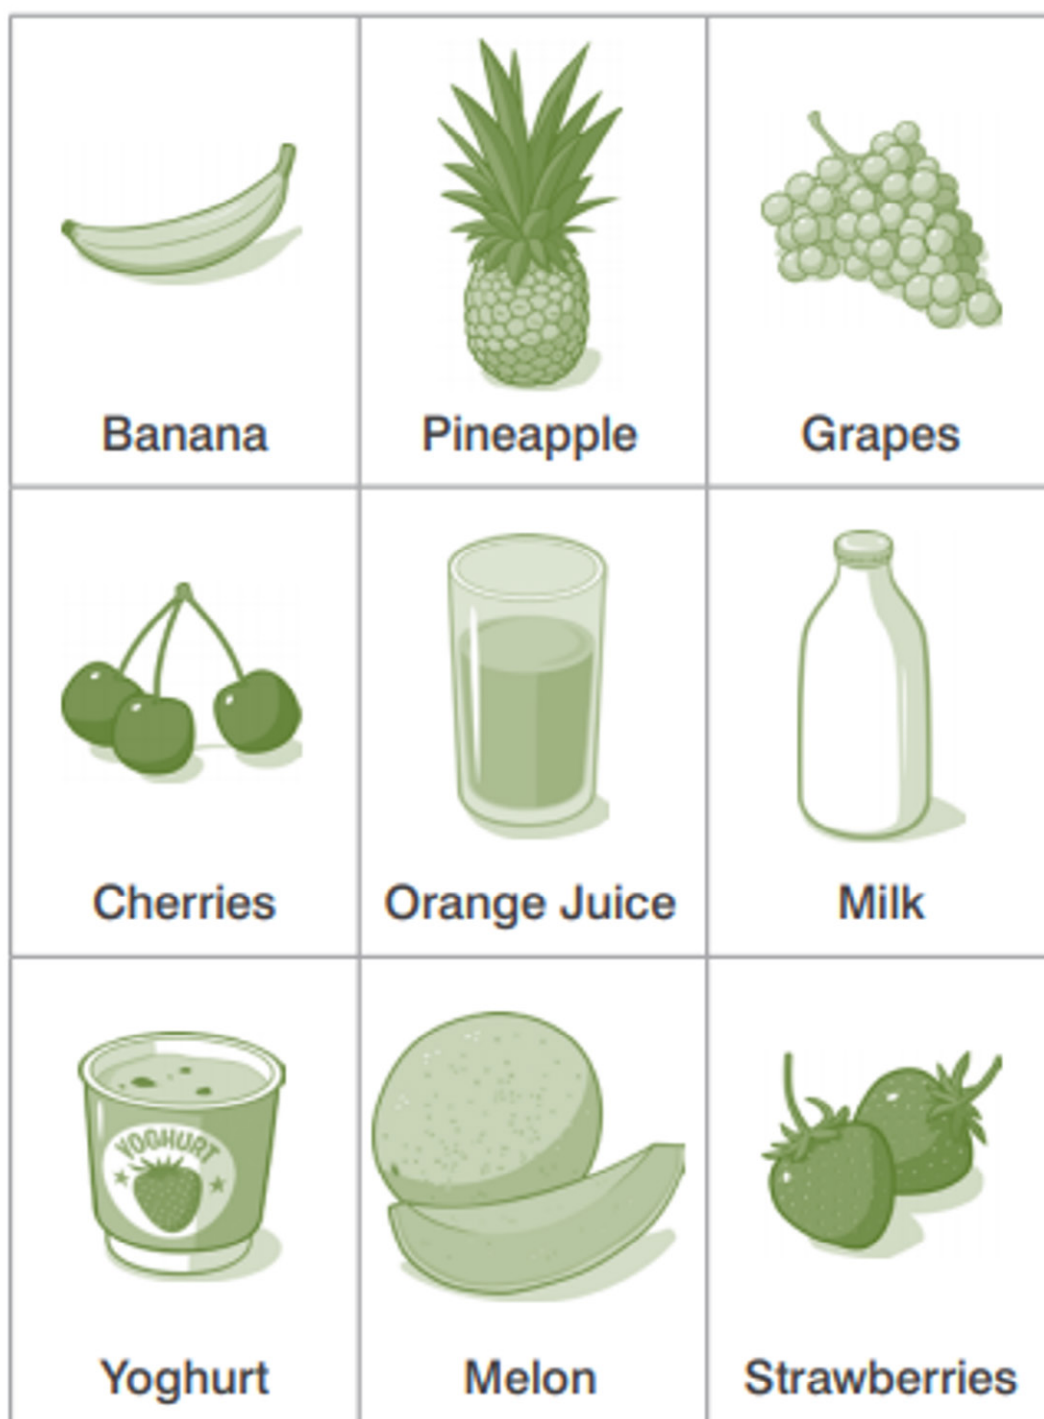 Banana
Pineapple
Grapes
Cherries
Orange Juice
Milk
YOGHURT
Yoghurt
Melon
Strawberries